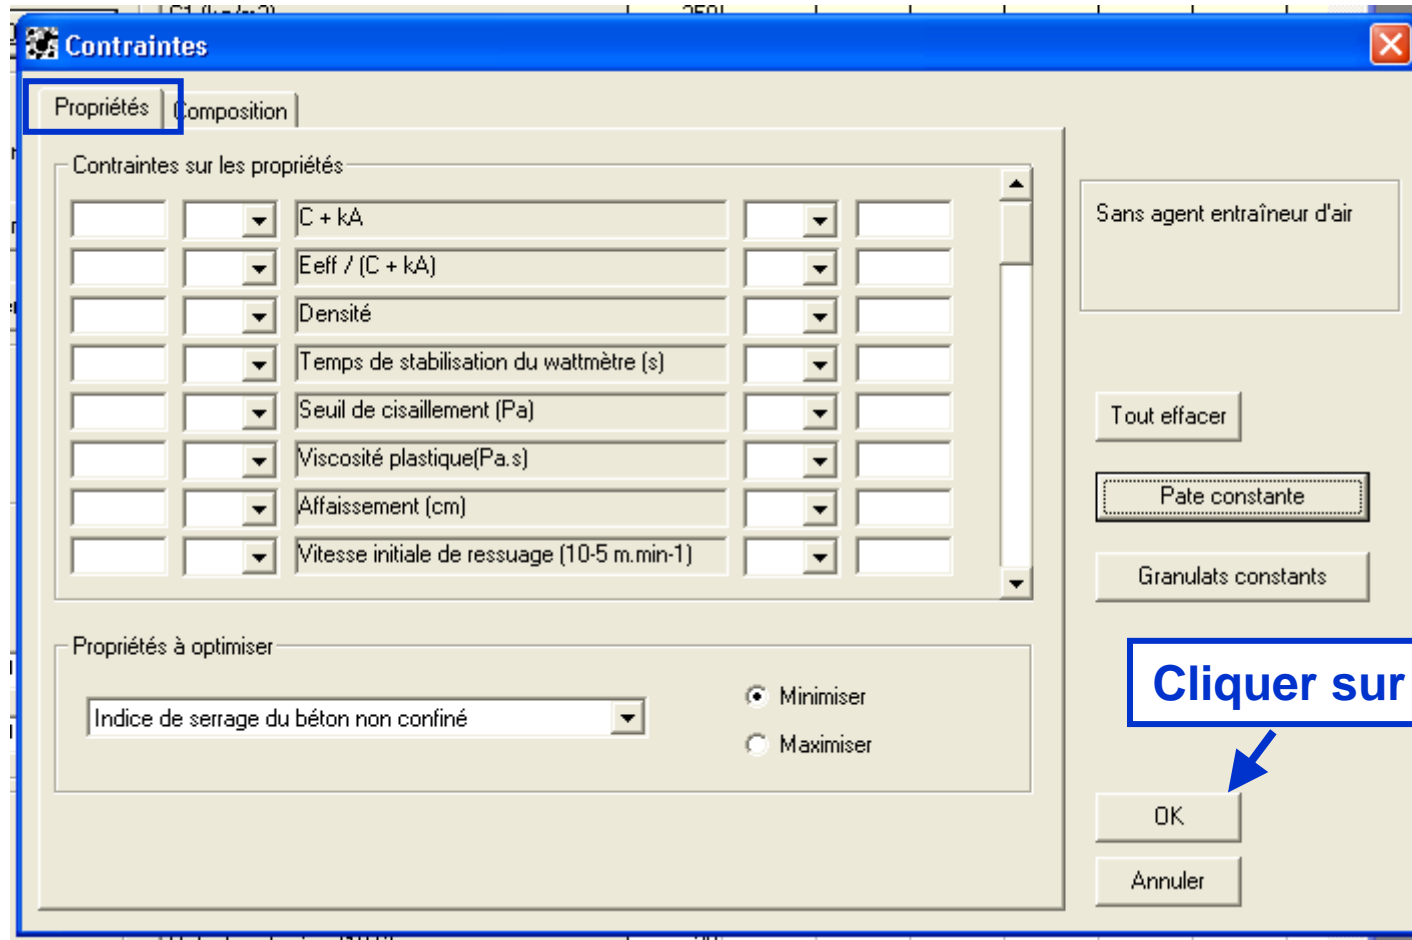 Contraintes
Propriétés
Composition
Contraintes sur les propriétés
C + kA
Eeff / (C + kA)
Densité
Temps de stabilisation du wattmètre (s)
Seuil de cisaillement (Pa)
Viscosité plastique(Pa.s)
Affaissement (cm)
Vitesse initiale de ressuage (10-5 m.min-1)
Sans agent entraîneur d'air
Tout effacer
Pate constante
Granulats constants
Propriétés à optimiser
Indice de serrage du béton non confiné
Minimiser
Maximiser
Cliquer sur
OK
Annuler